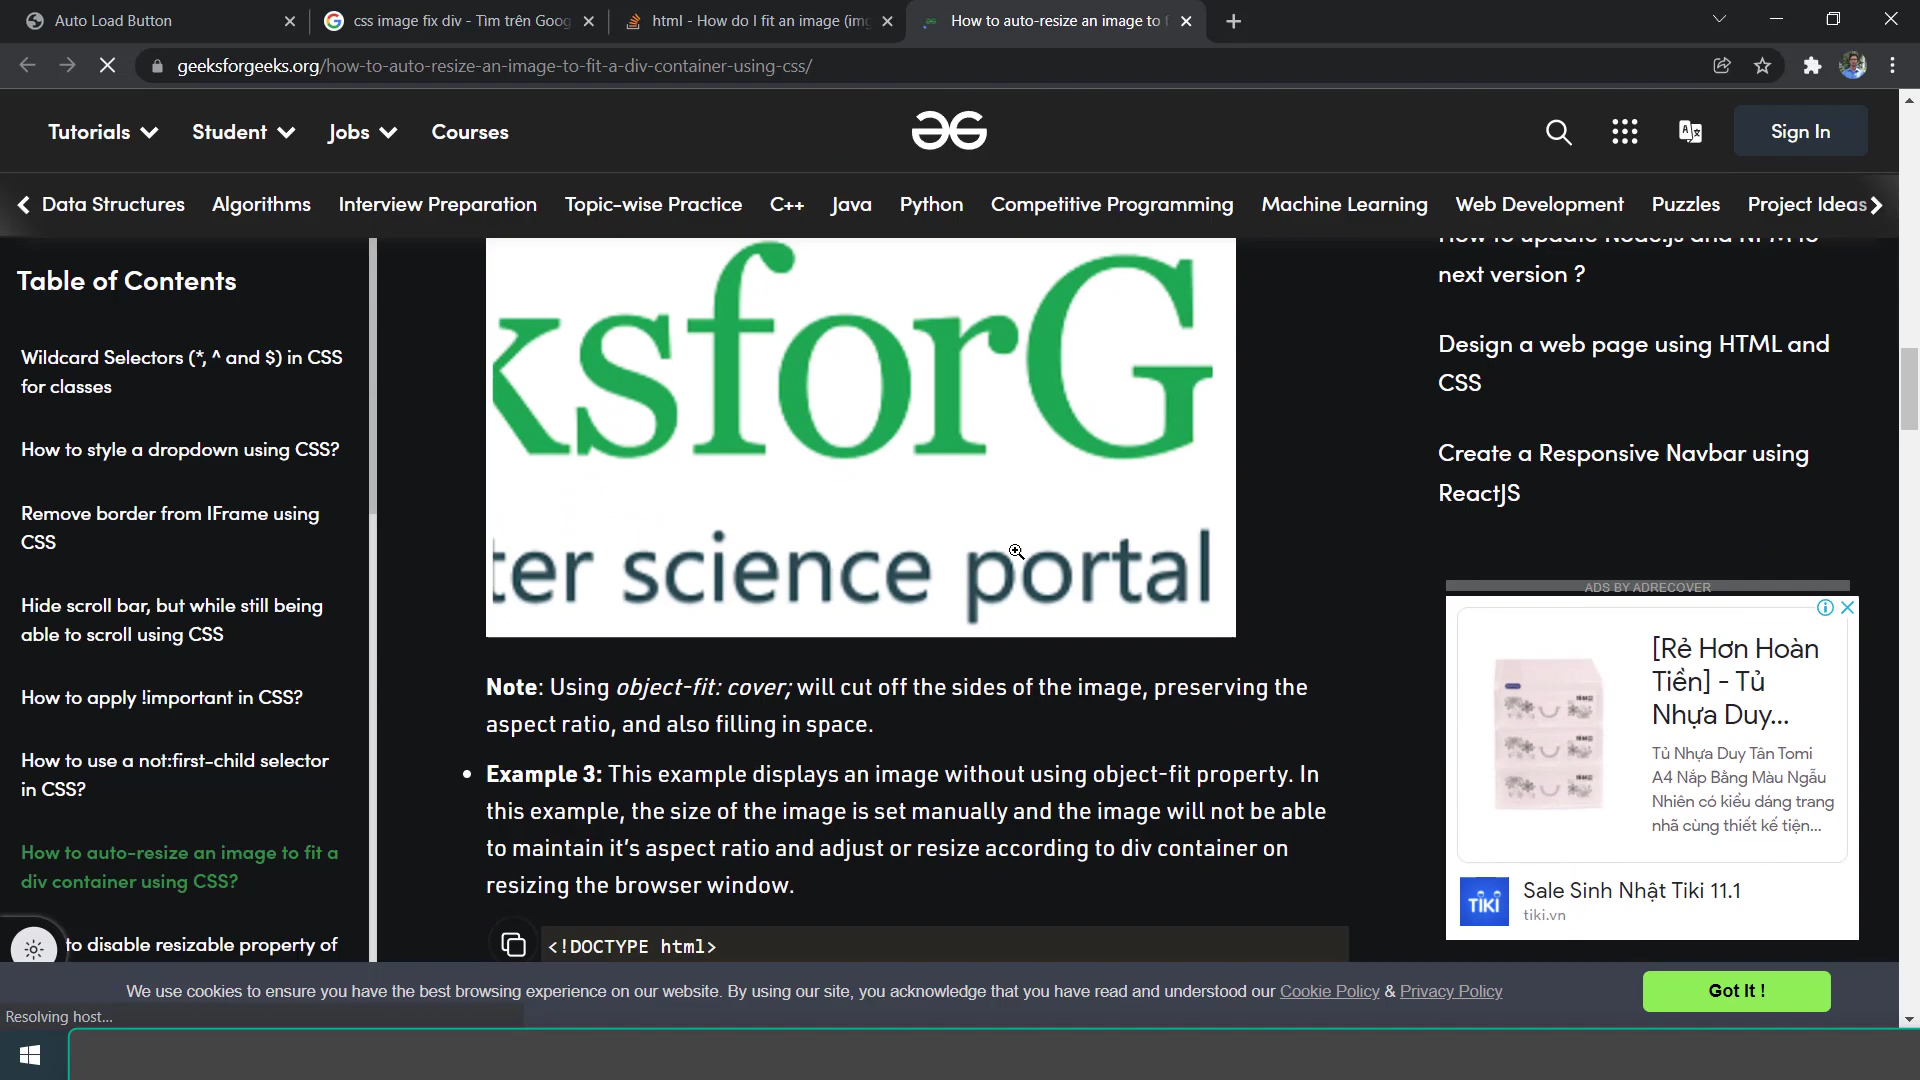 Auto Load Button
css image fix div - Tìm trên Goog
html - How do I fit an image (img
How to auto-resize an image to f
geeksforgeeks.org/how-to-auto-resize-an-image-to-fit-a-div-container-using-css/
Tutorials Student Jobs Courses
Sign In
Data Structures Algorithms Interview Preparation Topic-wise Practice C++ Java Python Competitive Programming Machine Learning Web Development Puzzles Project Ideas
Table of Contents
Wildcard Selectors (*, ^ and $) in CSS
for classes
How to style a dropdown using CSS?
Remove border from IFrame using
CSS
Hide scroll bar, but while still being
able to scroll using CSS
How to apply !important in CSS?
How to use a not:first-child selector
in CSS?
How to auto-resize an image to fit a
div container using CSS?
to disable resizable property of
ksforG
ter science portal
Note: Using object-fit: cover; will cut off the sides of the image, preserving the
aspect ratio, and also filling in space.
Example 3: This example displays an image without using object-fit property. In
this example, the size of the image is set manually and the image will not be able
to maintain it's aspect ratio and adjust or resize according to div container on
resizing the browser window.
<!DOCTYPE html>
How to update Node.js and NPM to
next version ?
Design a web page using HTML and
CSS
Create a Responsive Navbar using
ReactJS
ADS BY ADRECOVER
[Rẻ Hơn Hoàn
Tiền] - Tủ
Nhựa Duy...
Tủ Nhựa Duy Tân Tomi
A4 Nắp Bằng Màu Ngẫu
Nhiên có kiểu dáng trang
nhã cùng thiết kế tiện...
TIKI
Sale Sinh Nhật Tiki 11.1
tiki.vn
We use cookies to ensure you have the best browsing experience on our website. By using our site, you acknowledge that you have read and understood our Cookie Policy & Privacy Policy
Got It !
Resolving host...